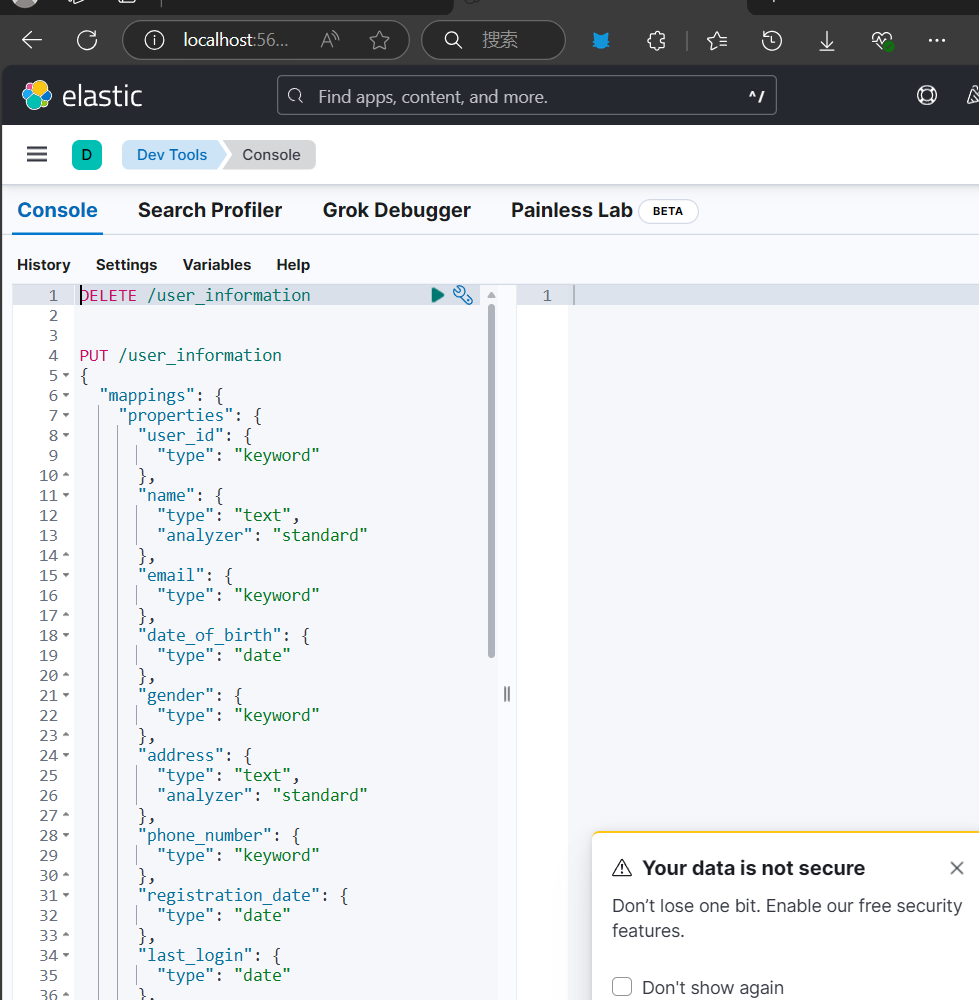 localhost:56...
搜索
elastic
Find apps, content, and more.
^/
D
Dev Tools
Console
Console
Search Profiler
Grok Debugger
Painless Lab
BETA
History
Settings
Variables
Help
1 DELETE /user_information
2
3
4 PUT /user_information
5 {
6 "mappings": {
7 "properties": {
8 "user_id": {
9 "type": "keyword"
10 },
11 "name": {
12 "type": "text",
13 "analyzer": "standard"
14 },
15 "email": {
16 "type": "keyword"
17 },
18 "date_of_birth": {
19 "type": "date"
20 },
21 "gender": {
22 "type": "keyword"
23 },
24 "address": {
25 "type": "text",
26 "analyzer": "standard"
27 },
28 "phone_number": {
29 "type": "keyword"
30 },
31 "registration_date": {
32 "type": "date"
33 },
34 "last_login": {
35 "type": "date"
36 },
1
Your data is not secure
Don’t lose one bit. Enable our free security
features.
Don't show again